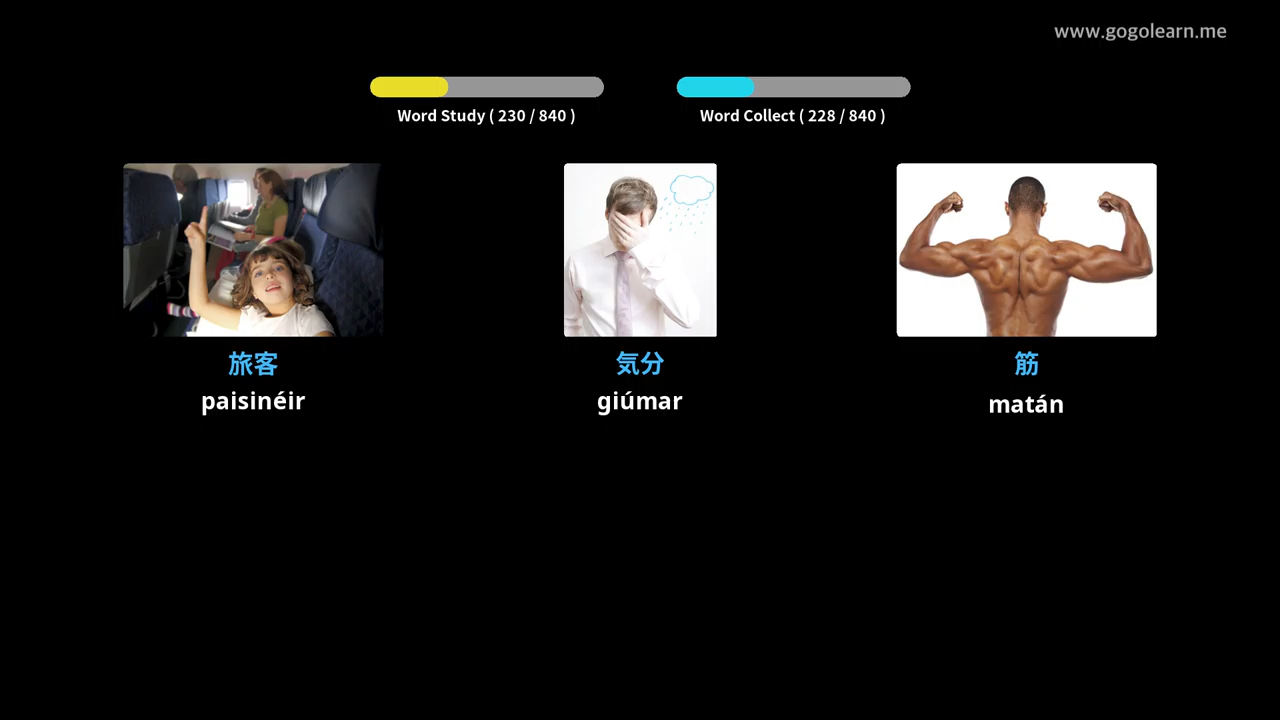 www.gogolearn.me
Word Study ( 230 / 840 )
Word Collect ( 228 / 840 )
旅客
気分
筋
paisinéir
giúmar
matán